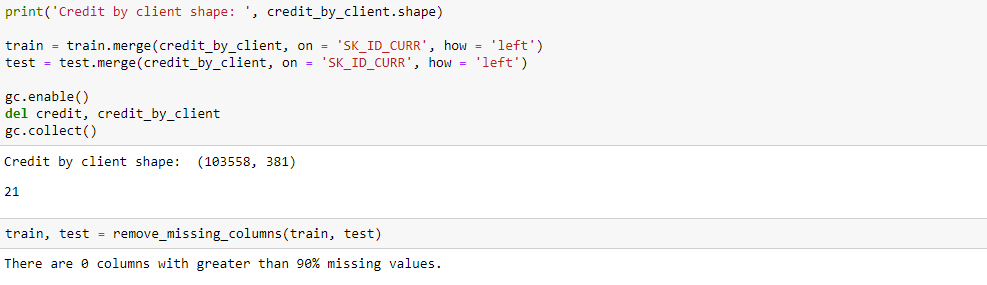 print('Credit by client shape: ', credit_by_client.shape)
train = train.merge(credit_by_client, on = 'SK_ID_CURR', how = 'left')
test = test.merge(credit_by_client, on = 'SK_ID_CURR', how = 'left')
gc.enable()
del credit, credit_by_client
gc.collect()
Credit by client shape:  (103558, 381)
21
train, test = remove_missing_columns(train, test)
There are 0 columns with greater than 90% missing values.